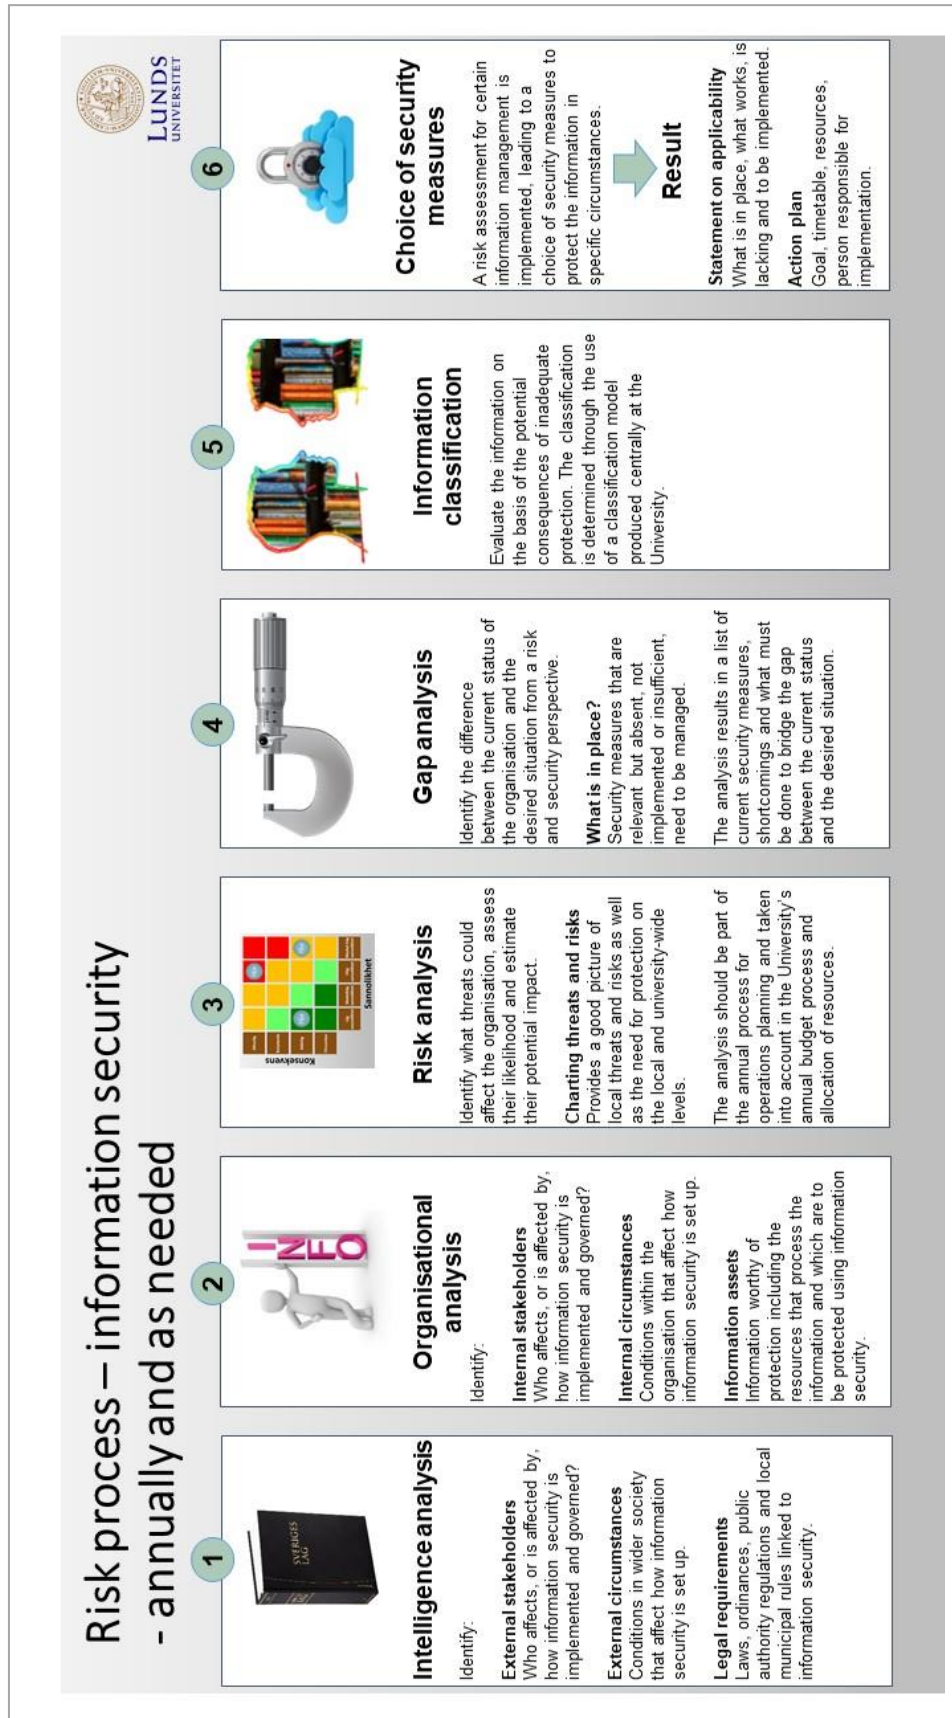 Risk process – information security
- annually and as needed
LUNDS
UNIVERSITET
1
SVERIGES
LAG
Intelligence analysis
Identify:
External stakeholders
Who affects, or is affected by,
how information security is
implemented and governed?
External circumstances
Conditions in wider society
that affect how information
security is set up.
Legal requirements
Laws, ordinances, public
authority regulations and local
municipal rules linked to
information security.
2
INFO
Organisational
analysis
Identify:
Internal stakeholders
Who affects, or is affected by,
how information security is
implemented and governed?
Internal circumstances
Conditions within the
organisation that affect how
information security is set up.
Information assets
Information worthy of
protection including the
resources that process the
information and which are to
be protected using information
security.
3
Konsekvens
Sannolikhet
Risk analysis
Identify what threats could
affect the organisation, assess
their likelihood and estimate
their potential impact.
Charting threats and risks
Provides a good picture of
local threats and risks as well
as the need for protection on
the local and university-wide
levels.
The analysis should be part of
the annual process for
operations planning and taken
into account in the University's
annual budget process and
allocation of resources.
4
Gap analysis
Identify the difference
between the current status of
the organisation and the
desired situation from a risk
and security perspective.
What is in place?
Security measures that are
relevant but absent, not
implemented or insufficient,
need to be managed.
The analysis results in a list of
current security measures,
shortcomings and what must
be done to bridge the gap
between the current status
and the desired situation.
5
Information
classification
Evaluate the information on
the basis of the potential
consequences of inadequate
protection. The classification
is determined through the use
of a classification model
produced centrally at the
University.
6
Choice of security
measures
A risk assessment for certain
information management is
implemented, leading to a
choice of security measures to
protect the information in
specific circumstances.
Result
Statement on applicability
What is in place, what works, is
lacking and to be implemented.
Action plan
Goal, timetable, resources,
person responsible for
implementation.